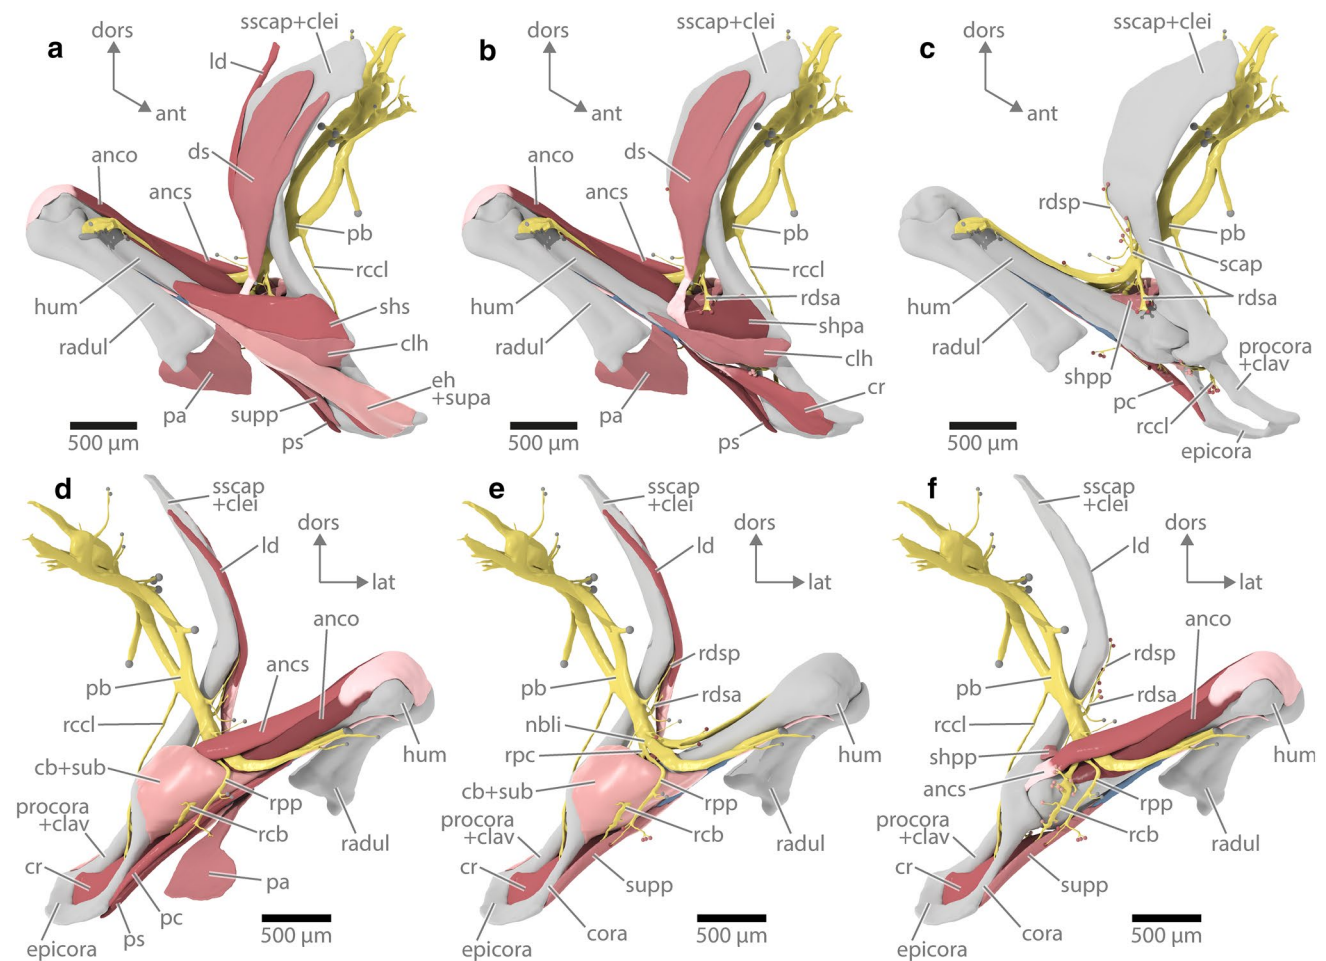 a
dors
ant
ld
sscap+clei
ds
anco
ancs
pb
rccl
hum
radul
shs
clh
eh
+supa
pa
supp
ps
500 µm
b
dors
ant
sscap+clei
ds
anco
ancs
pb
rccl
rdsa
hum
radul
shpa
clh
cr
pa
ps
500 µm
c
dors
ant
sscap+clei
rdsp
pb
scap
rdsa
hum
radul
shpp
pc
rccl
procora
+clav
epicora
500 µm
d
sscap
+clei
dors
lat
ld
anco
ancs
pb
rccl
hum
cb+sub
rpp
rcb
procora
+clav
radul
cr
pa
pc
ps
epicora
500 µm
e
sscap
+clei
dors
lat
ld
rdsp
pb
rdsa
nbli
rpc
hum
cb+sub
rpp
rcb
procora
+clav
radul
cr
supp
cora
epicora
500 µm
f
sscap
+clei
dors
lat
ld
anco
rdsp
pb
rdsa
rccl
shpp
hum
ancs
rpp
procora
+clav
rcb
radul
cr
supp
cora
epicora
500 µm